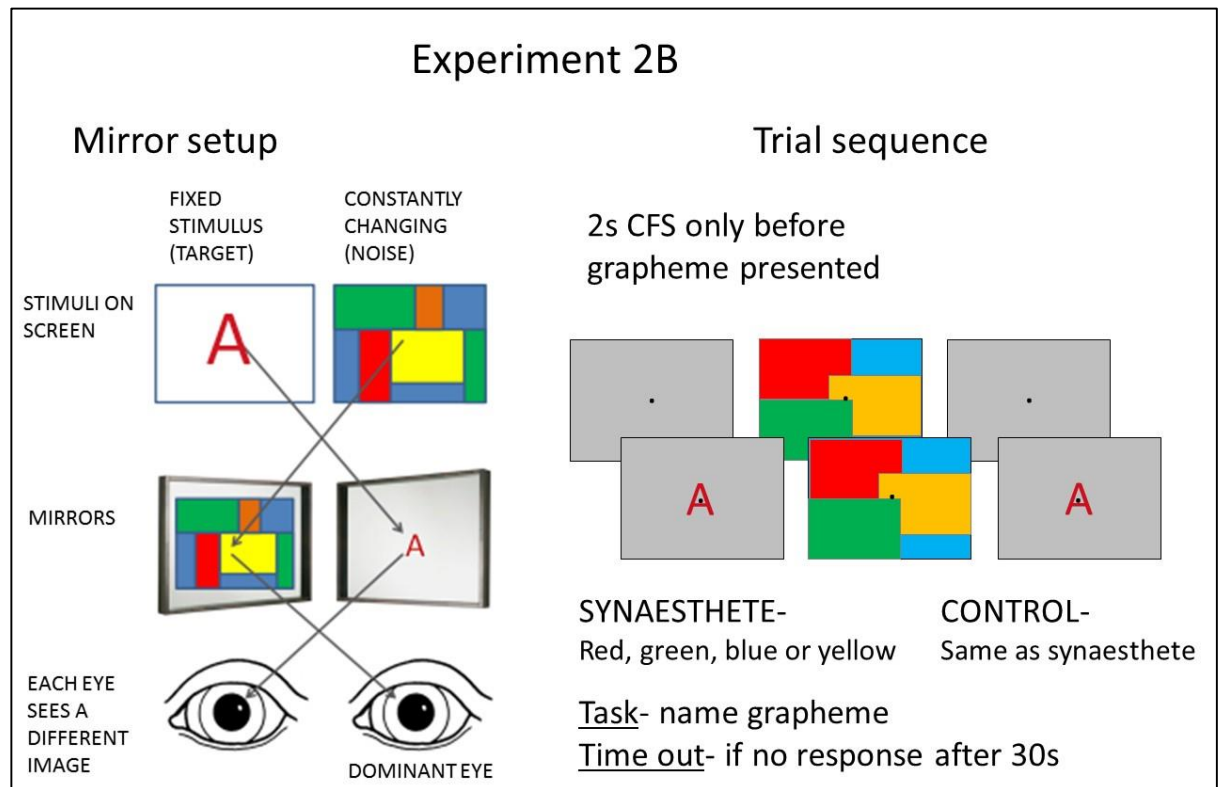 Experiment 2B
Mirror setup
FIXED
STIMULUS
(TARGET)
CONSTANTLY
CHANGING
(NOISE)
STIMULI ON
SCREEN
A
MIRRORS
A
EACH EYE
SEES A
DIFFERENT
IMAGE
DOMINANT EYE
Trial sequence
2s CFS only before
grapheme presented
A
A
SYNAESTHETE-
Red, green, blue or yellow
CONTROL-
Same as synaesthete
Task- name grapheme
Time out- if no response after 30s